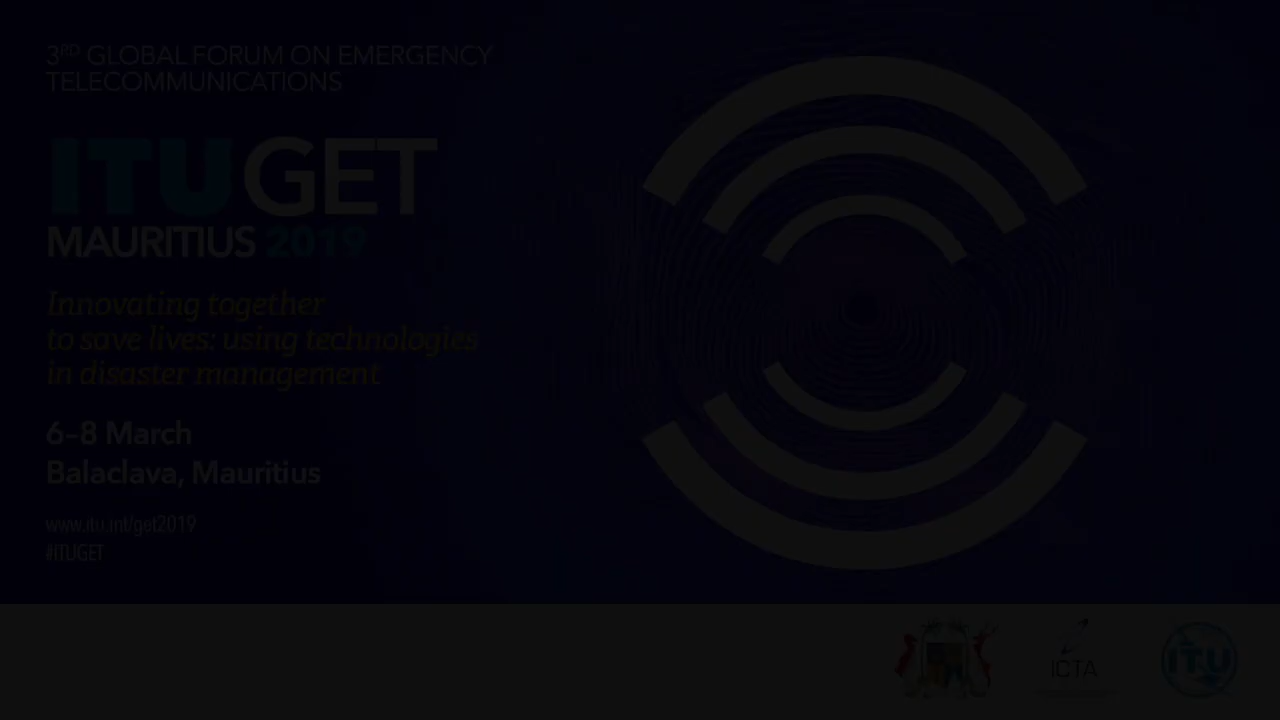 3RD GLOBAL FORUM ON EMERGENCY
TELECOMMUNICATIONS
ITUGET
MAURITIUS 2019
Innovating together
to save lives: using technologies
in disaster management
6–8 March
Balaclava, Mauritius
www.itu.int/get2019
#ITUGET
ICTA
ITU